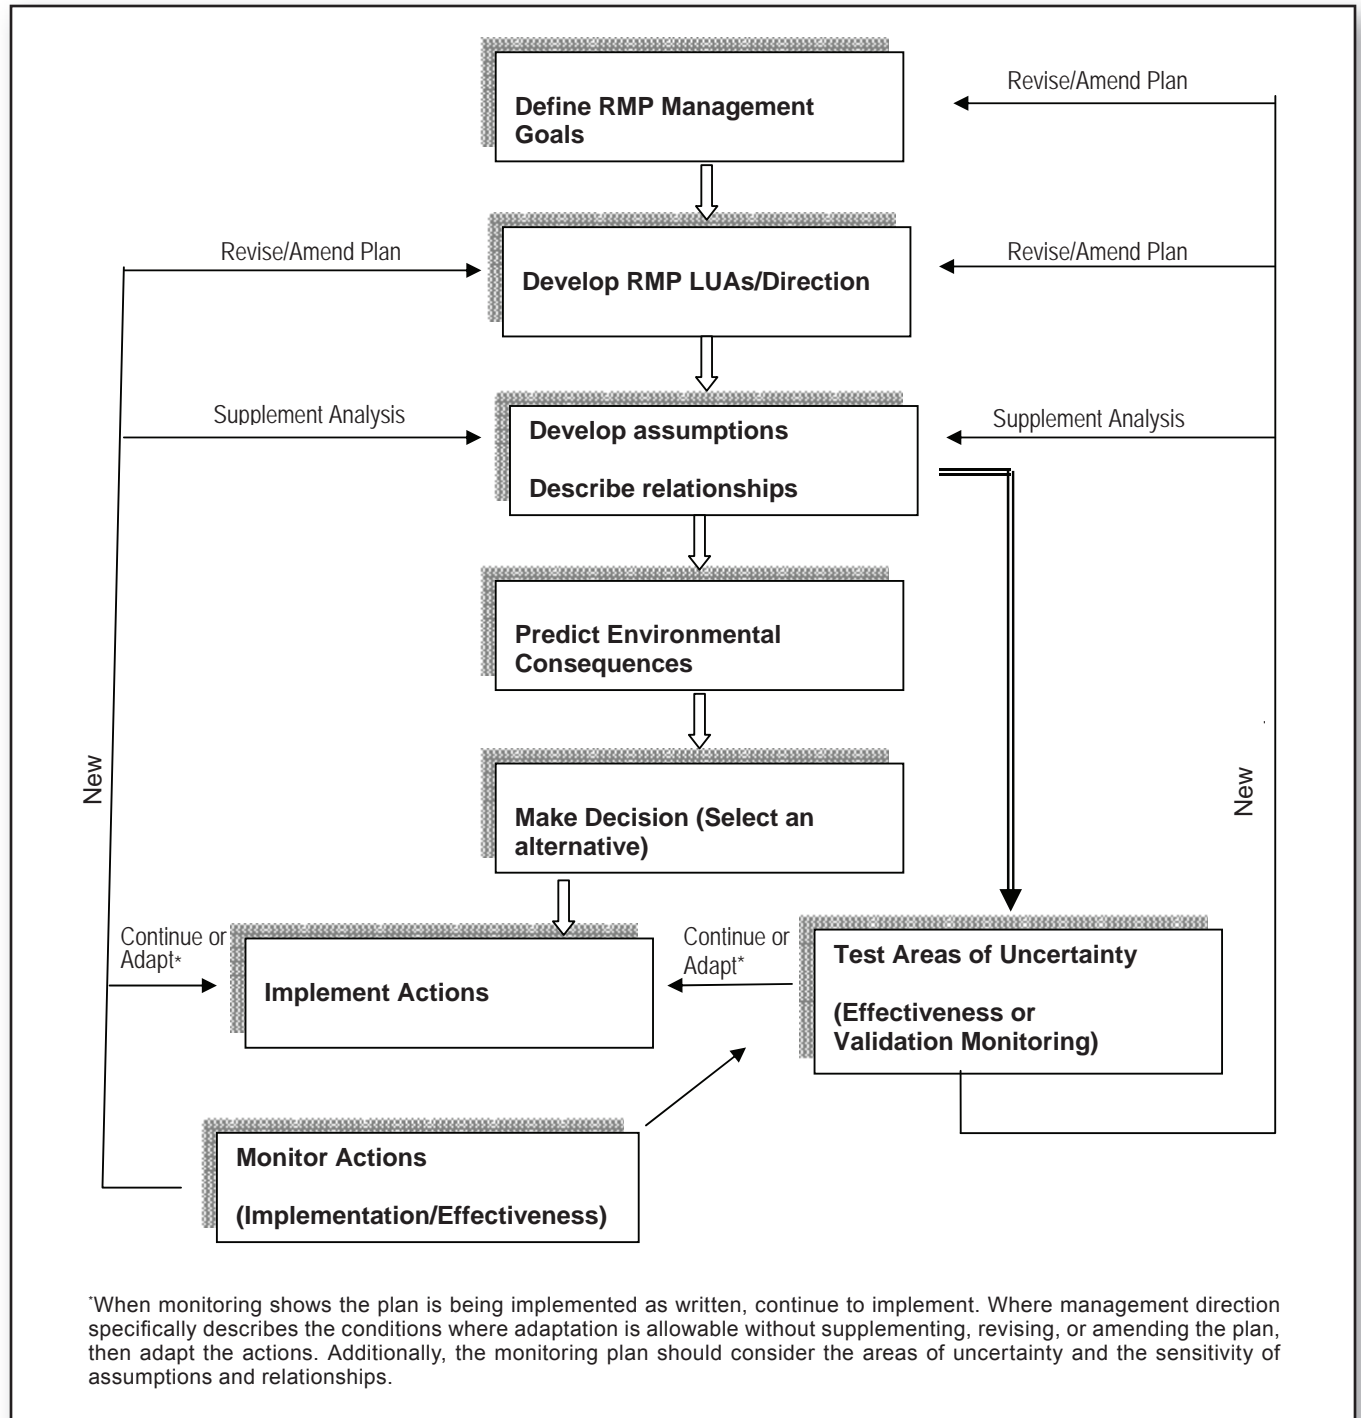 Revise/Amend Plan
Define RMP Management
Goals
Revise/Amend Plan
Develop RMP LUAs/Direction
Revise/Amend Plan
Supplement Analysis
Develop assumptions
Describe relationships
Supplement Analysis
Predict Environmental
Consequences
New
New
Make Decision (Select an
alternative)
Continue or
Adapt*
Implement Actions
Continue or
Adapt*
Test Areas of Uncertainty
(Effectiveness or
Validation Monitoring)
Monitor Actions
(Implementation/Effectiveness)
*When monitoring shows the plan is being implemented as written, continue to implement. Where management direction
specifically describes the conditions where adaptation is allowable without supplementing, revising, or amending the plan,
then adapt the actions. Additionally, the monitoring plan should consider the areas of uncertainty and the sensitivity of
assumptions and relationships.